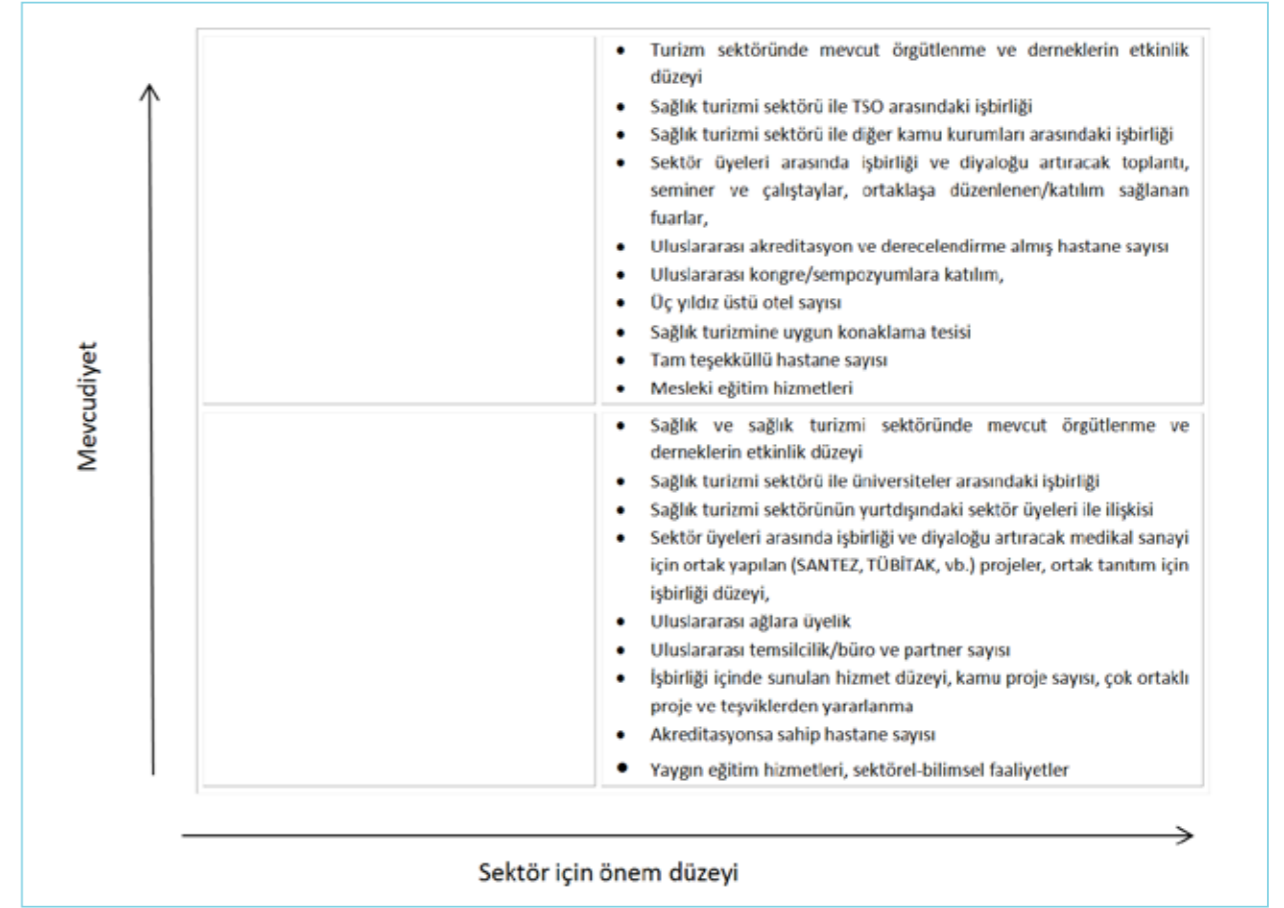 • Turizm sektöründe mevcut örgütlenme ve derneklerin etkinlik
düzeyi
• Sağlık turizmi sektörü ile TSO arasındaki işbirliği
• Sağlık turizmi sektörü ile diğer kamu kurumları arasındaki işbirliği
• Sektör üyeleri arasında işbirliği ve diyaloğu artıracak toplantı,
seminer ve çalıştaylar, ortaklaşa düzenlenen/katılım sağlanan
fuarlar,
• Uluslararası akreditasyon ve derecelendirme almış hastane sayısı
• Uluslararası kongre/sempozyumlara katılım,
• Üç yıldız üstü otel sayısı
• Sağlık turizmine uygun konaklama tesisi
• Tam teşekküllü hastane sayısı
• Mesleki eğitim hizmetleri
Mevcudiyet
• Sağlık ve sağlık turizmi sektöründe mevcut örgütlenme ve
derneklerin etkinlik düzeyi
• Sağlık turizmi sektörü ile üniversiteler arasındaki işbirliği
• Sağlık turizmi sektörünün yurtdışındaki sektör üyeleri ile ilişkisi
• Sektör üyeleri arasında işbirliği ve diyaloğu artıracak medikal sanayi
için ortak yapılan (SANTEZ, TÜBİTAK, vb.) projeler, ortak tanıtım için
işbirliği düzeyi,
• Uluslararası ağlara üyelik
• Uluslararası temsilcilik/büro ve partner sayısı
• İşbirliği içinde sunulan hizmet düzeyi, kamu proje sayısı, çok ortaklı
proje ve teşviklerden yararlanma
• Akreditasyonsa sahip hastane sayısı
• Yaygın eğitim hizmetleri, sektörel-bilimsel faaliyetler
Sektör için önem düzeyi